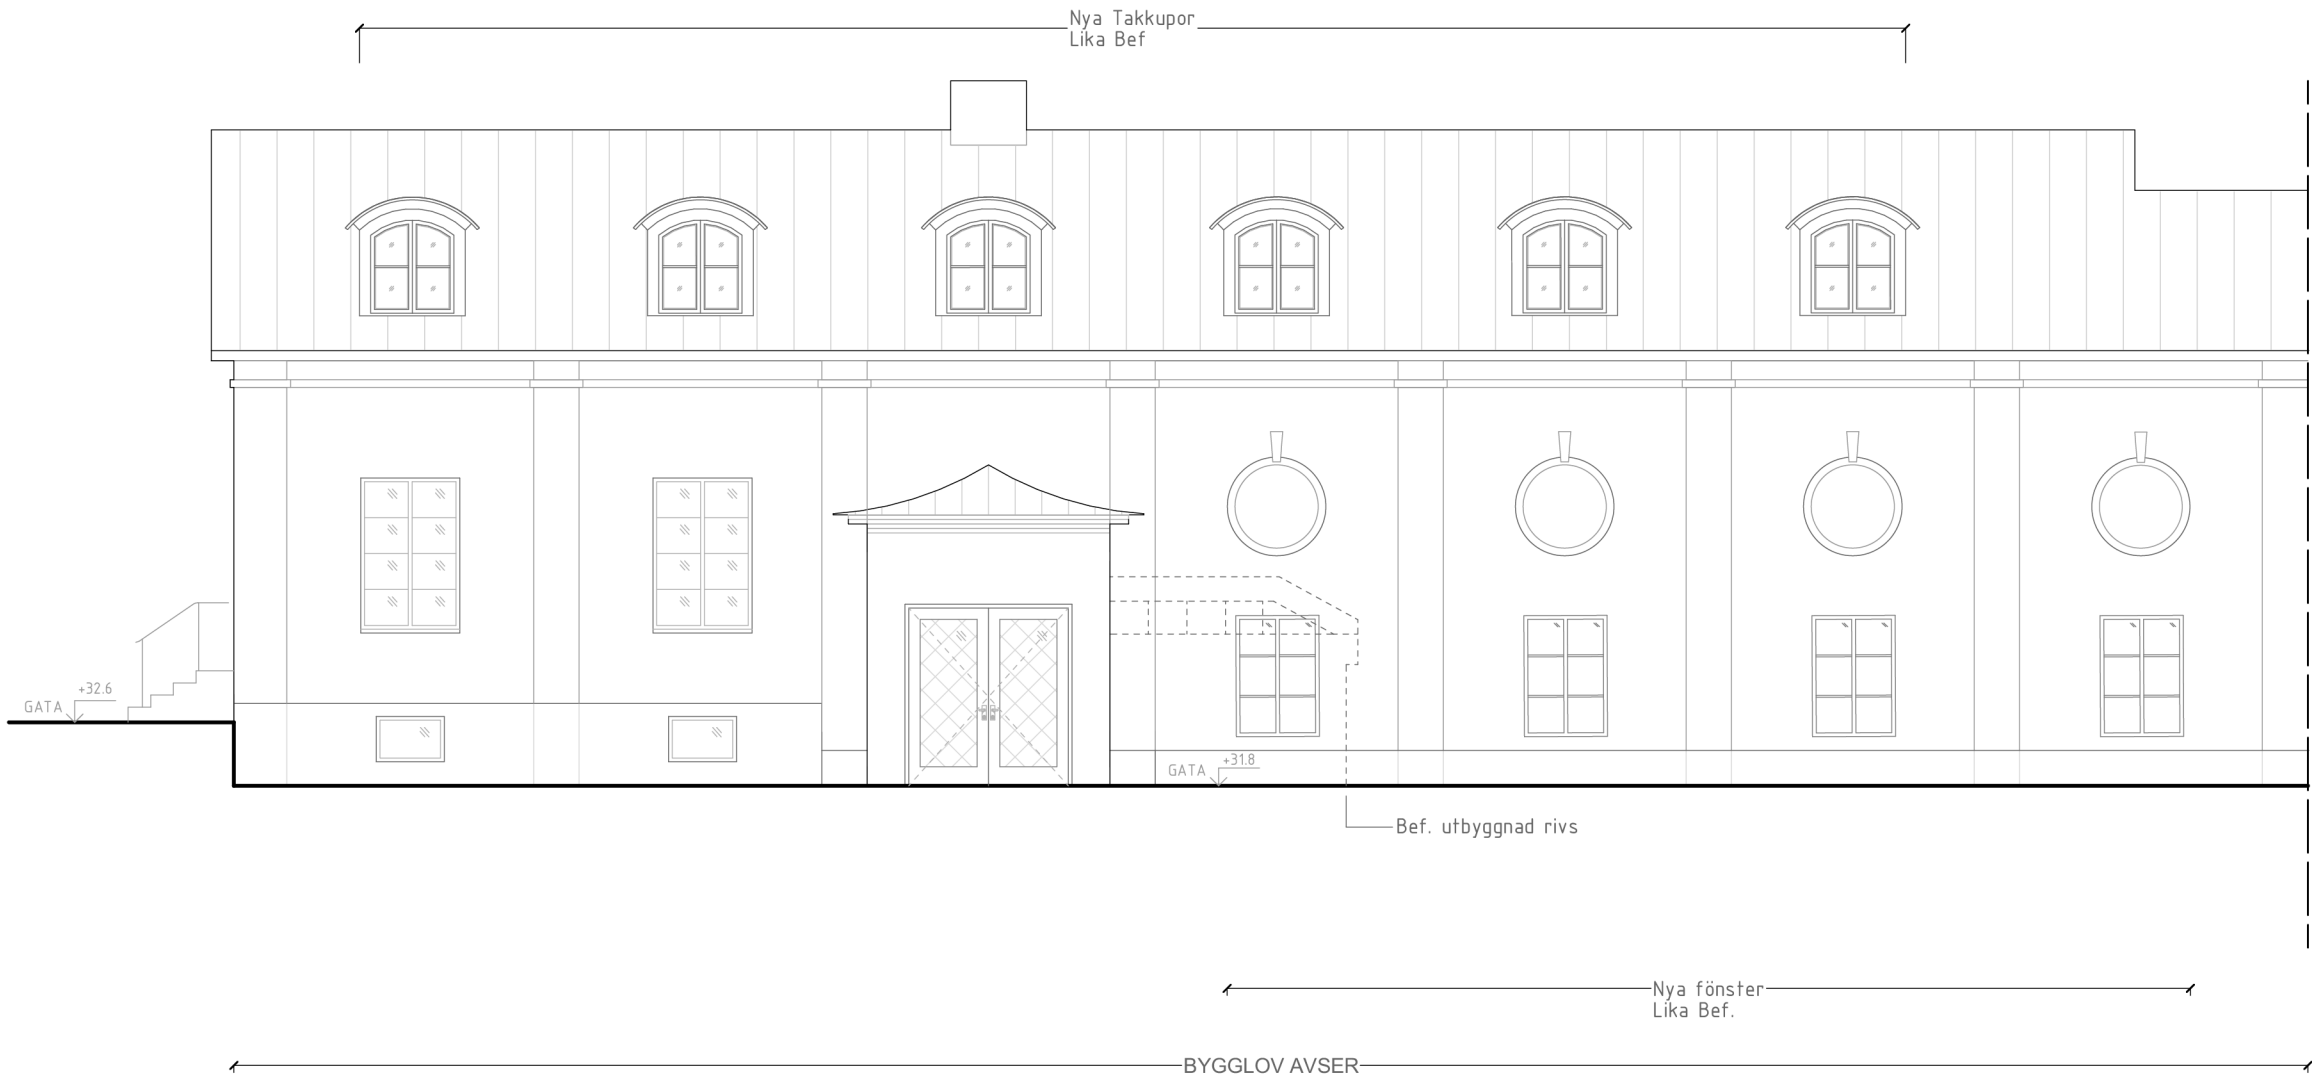 Nya Takkupor
Lika Bef
+32.6
GATA
+31.8
GATA
Bef. utbyggnad rivs
Nya fönster
Lika Bef.
BYGGLOV AVSER